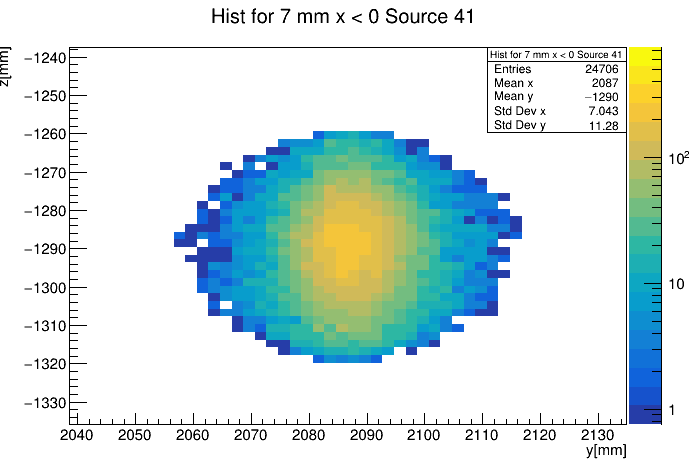 Hist for 7 mm x < 0 Source 41
z[mm]
Hist for 7 mm x < 0 Source 41
Entries 24706
Mean x 2087
Mean y −1290
Std Dev x 7.043
Std Dev y 11.28
−1240
−1250
−1260
−1270
−1280
−1290
−1300
−1310
−1320
−1330
10²
10
1
2040 2050 2060 2070 2080 2090 2100 2110 2120 2130
y[mm]